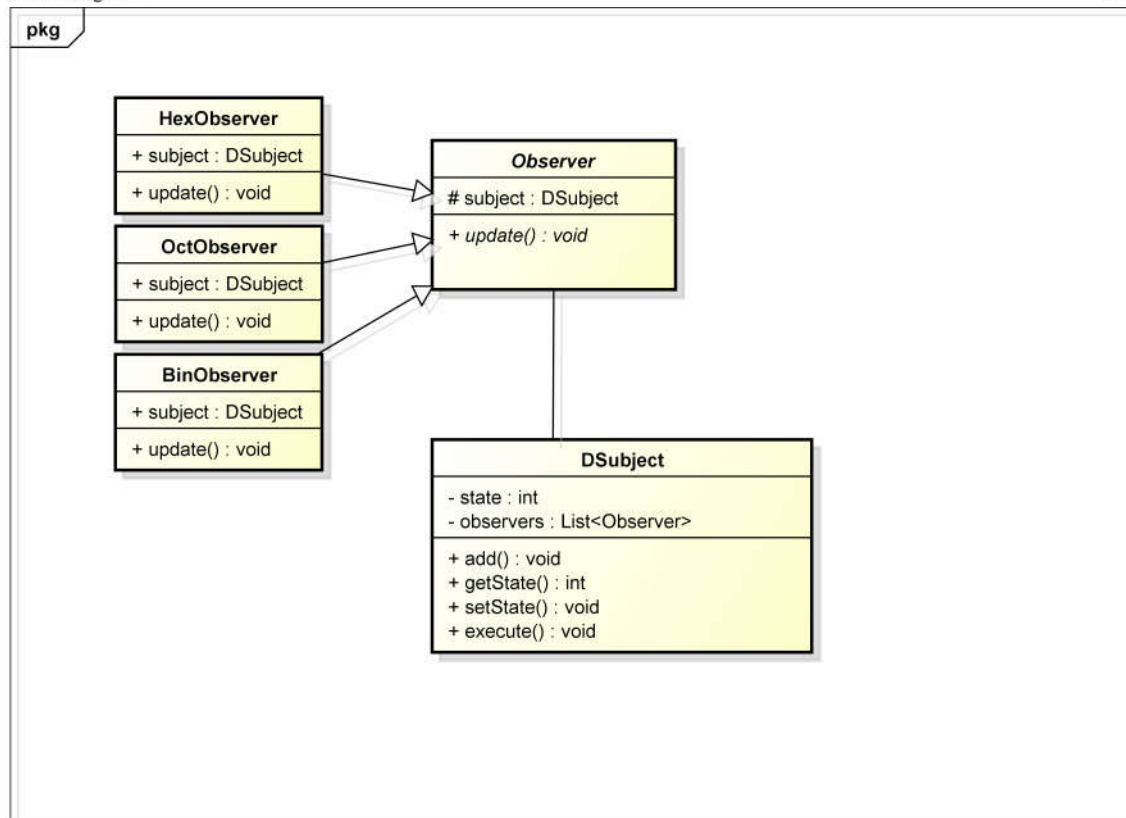 pkg
HexObserver
+ subject : DSubject
+ update() : void
OctObserver
+ subject : DSubject
+ update() : void
BinObserver
+ subject : DSubject
+ update() : void
Observer
# subject : DSubject
+ update() : void
DSubject
- state : int
- observers : List<Observer>
+ add() : void
+ getState() : int
+ setState() : void
+ execute() : void